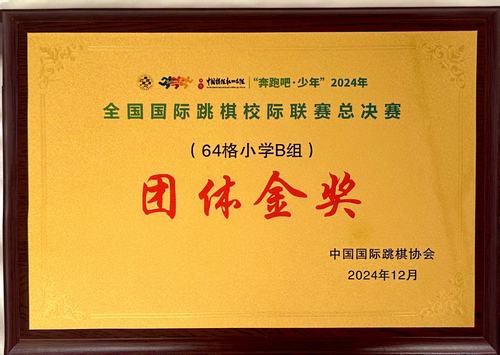 “奔跑吧·少年”2024年
全国国际跳棋校际联赛总决赛
（64格小学B组）
团体金奖
中国国际跳棋协会
2024年12月